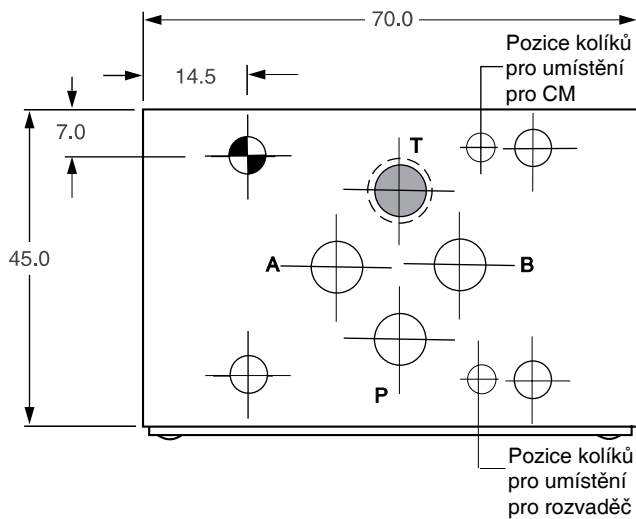 70.0
14.5
Pozice kolíků
pro umístění
pro CM
7.0
T
45.0
A
B
P
Pozice kolíků
pro umístění
pro rozvaděč